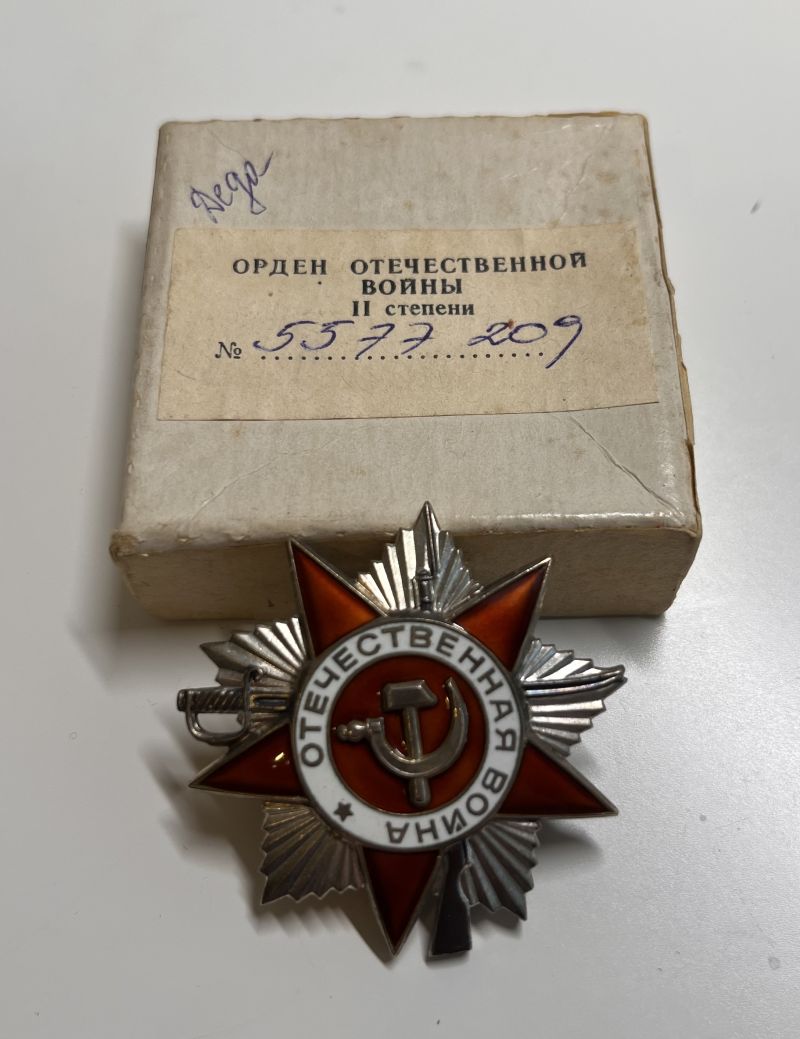 Деда
ОРДЕН ОТЕЧЕСТВЕННОЙ
ВОЙНЫ
II степени
№ 5577209
ОТЕЧЕСТВЕННАЯ ВОЙНА